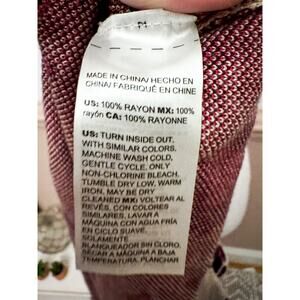 MADE IN CHINA/ HECHO EN
CHINA/ FABRIQUÉ EN CHINE
US: 100% RAYON MX: 100%
rayón CA: 100% RAYONNE
US: TURN INSIDE OUT.
WITH SIMILAR COLORS,
MACHINE WASH COLD,
GENTLE CYCLE, ONLY
NON-CHLORINE BLEACH,
TUMBLE DRY LOW, WARM
IRON, MAY BE DRY
CLEANED MX: VOLTEAR AL
REVÉS, CON COLORES
SIMILARES, LAVAR A
MÁQUINA CON AGUA FRÍA
EN CICLO SUAVE,
SOLAMENTE
BLANQUEADOR SIN CLORO,
SECAR A MÁQUINA A BAJA
TEMPERATURA, PLANCHAR